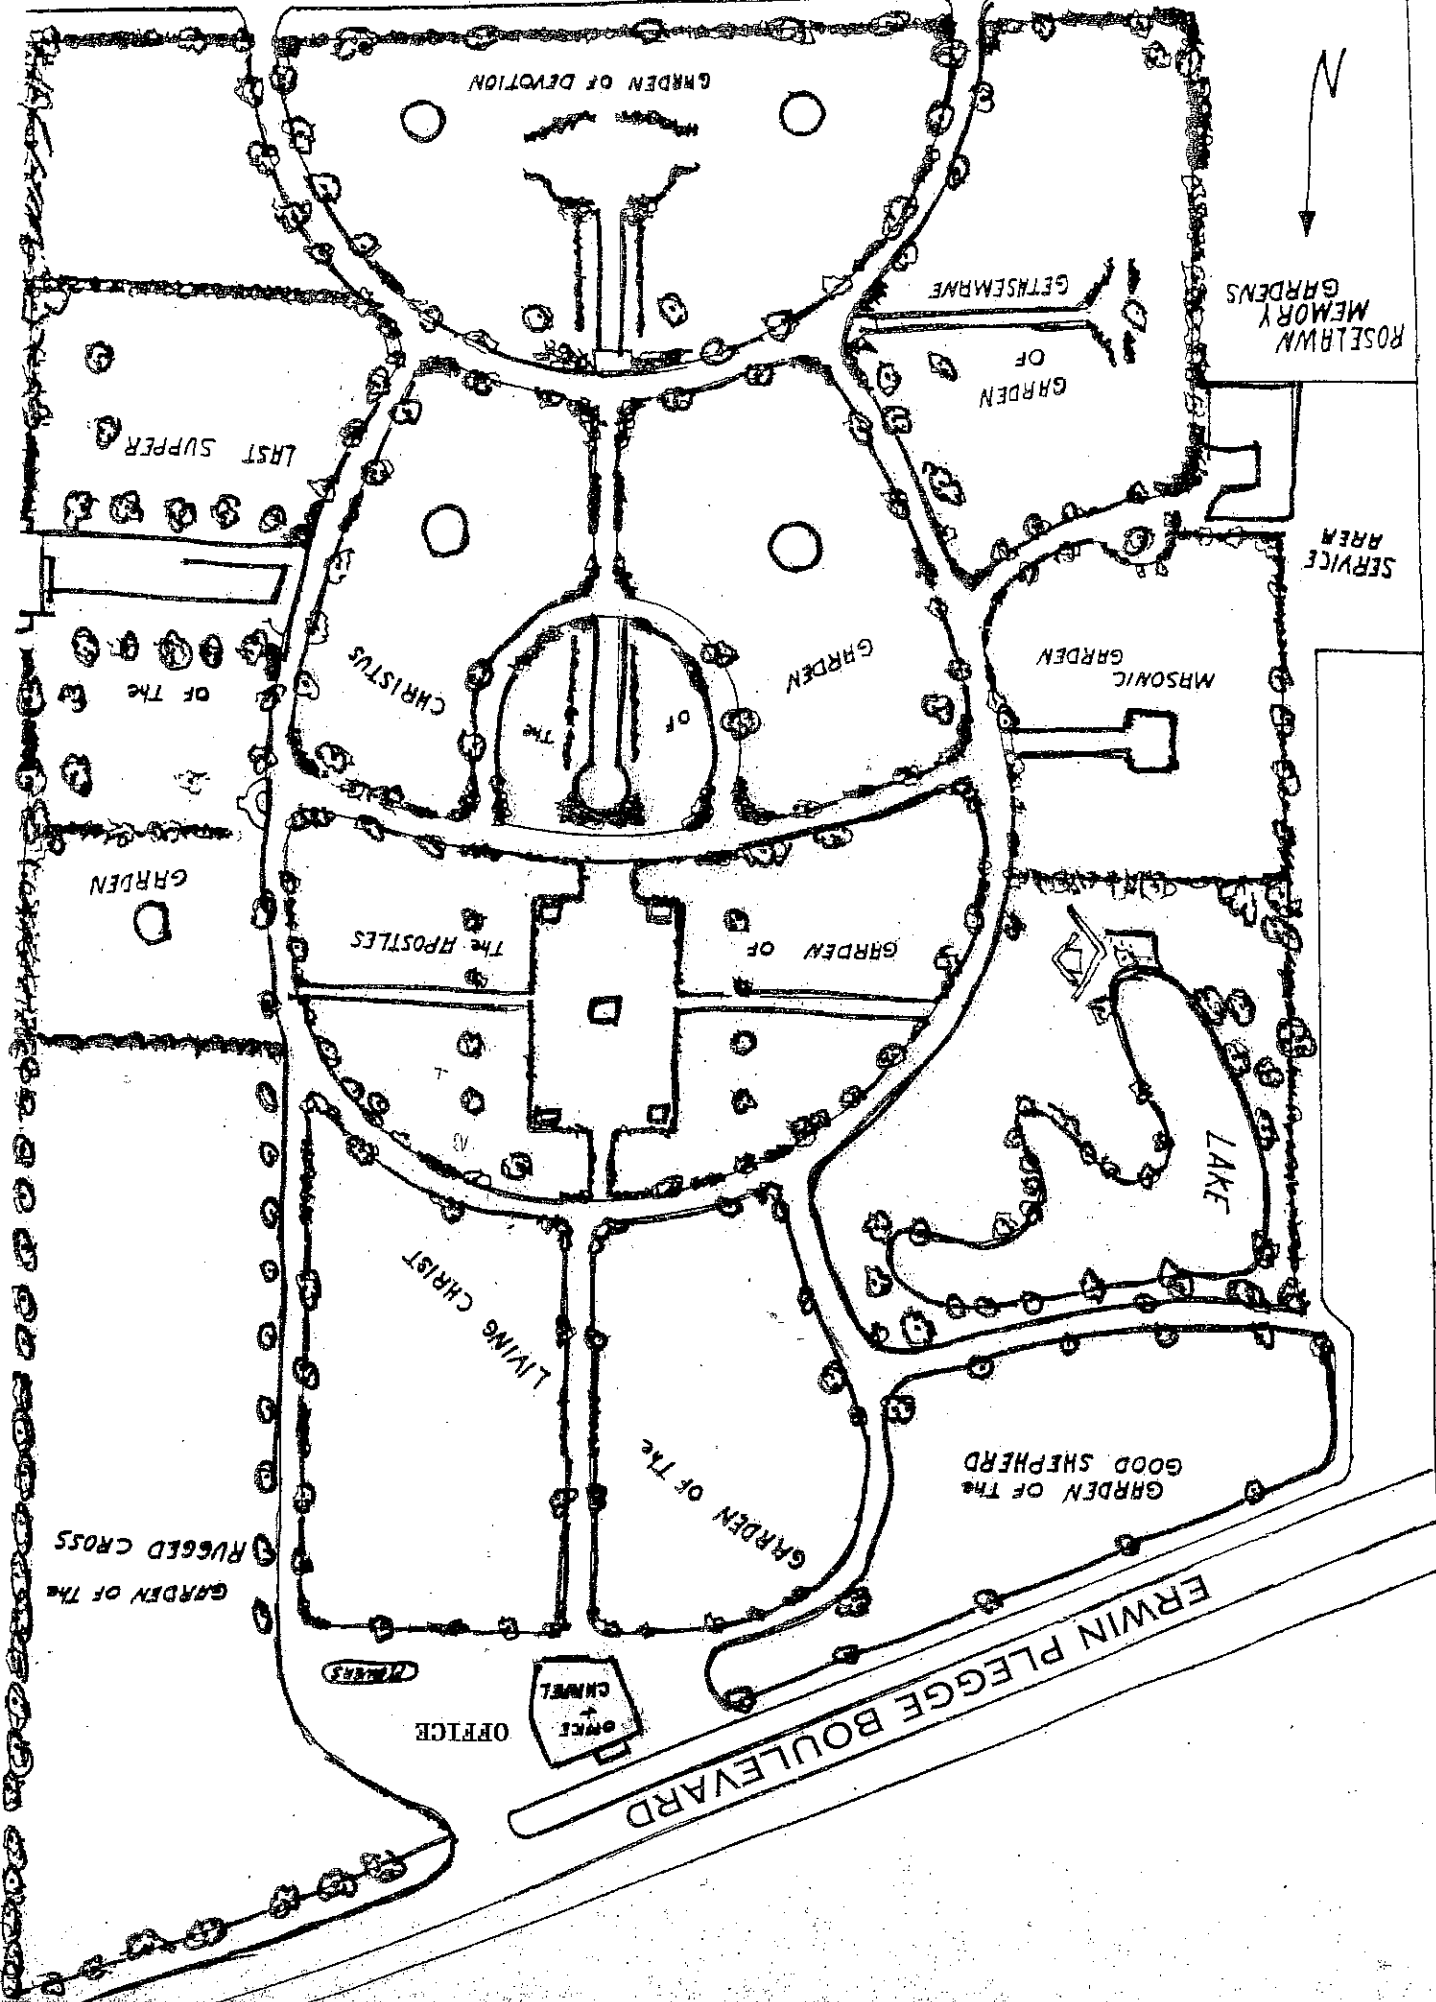 ERWIN PLEGGE BOULEVARD
OFFICE
OFFICE
+
CHAPEL
FLOWERS
GARDEN OF The
GOOD SHEPHERD
GARDEN OF The
LIVING CHRIST
GARDEN OF The
RUGGED CROSS
LAKE
GARDEN OF
The APOSTLES
GARDEN
OF The
LAST SUPPER
MASONIC
GARDEN
GARDEN
OF
The
CHRISTUS
SERVICE
AREA
GARDEN
OF
GETHSEMANE
ROSELAWN
MEMORY
GARDENS
GARDEN OF DEVOTION
N